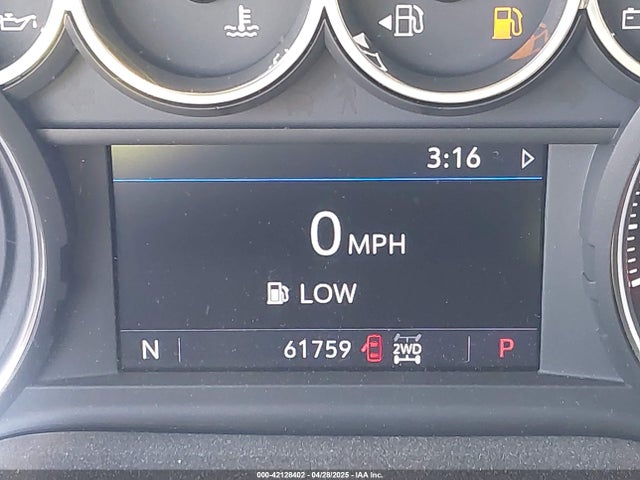 3:16
0 MPH
LOW
N 61759 2WD P
000-42128402 - 04/28/2025 - IAA Inc.